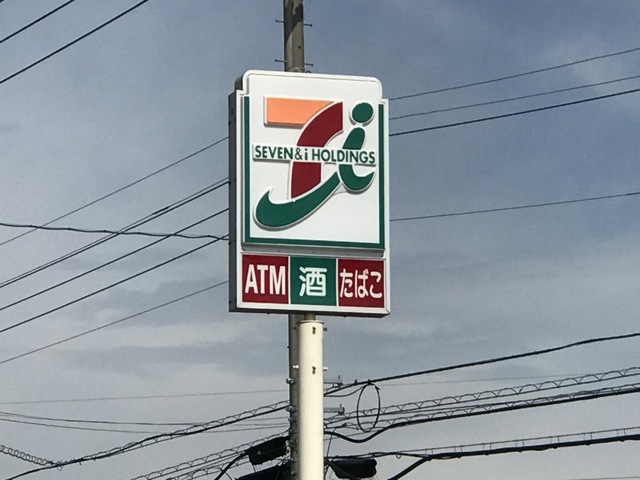 SEVEN&i HOLDINGS
ATM 酒 たばこ